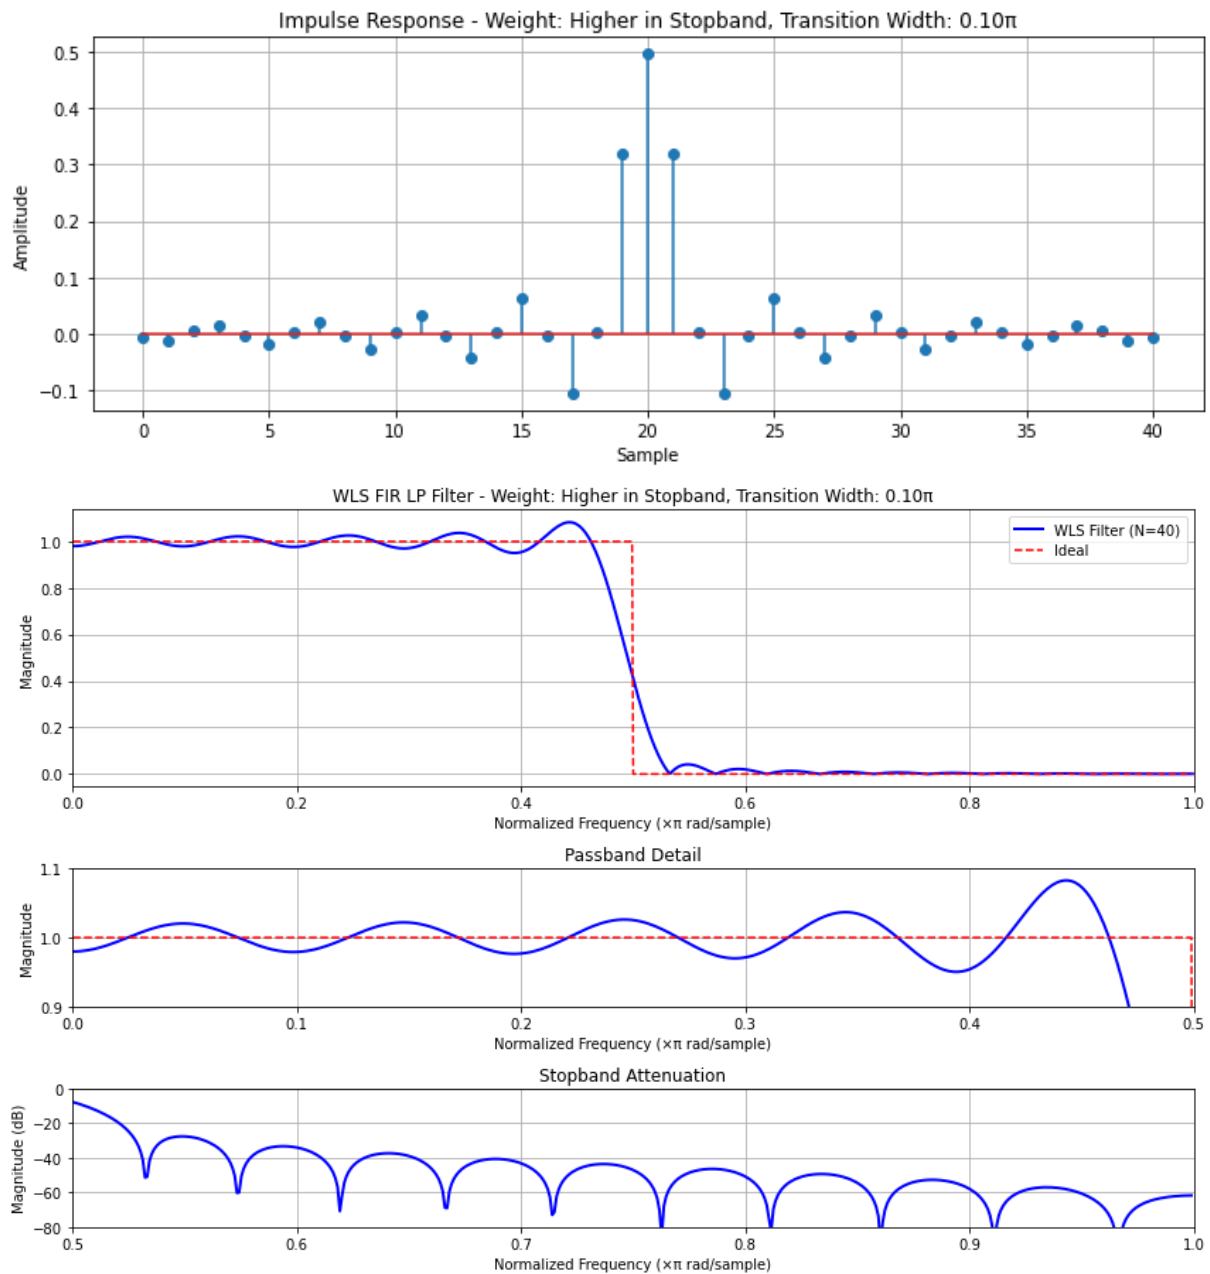 Impulse Response - Weight: Higher in Stopband, Transition Width: 0.10π
0.5
0.4
0.3
0.2
0.1
0.0
−0.1
Amplitude
0 5 10 15 20 25 30 35 40
Sample
WLS FIR LP Filter - Weight: Higher in Stopband, Transition Width: 0.10π
WLS Filter (N=40)
Ideal
1.0
0.8
0.6
0.4
0.2
0.0
Magnitude
0.0 0.2 0.4 0.6 0.8 1.0
Normalized Frequency (×π rad/sample)
Passband Detail
1.1
1.0
0.9
Magnitude
0.0 0.1 0.2 0.3 0.4 0.5
Normalized Frequency (×π rad/sample)
Stopband Attenuation
0
−20
−40
−60
−80
Magnitude (dB)
0.5 0.6 0.7 0.8 0.9 1.0
Normalized Frequency (×π rad/sample)